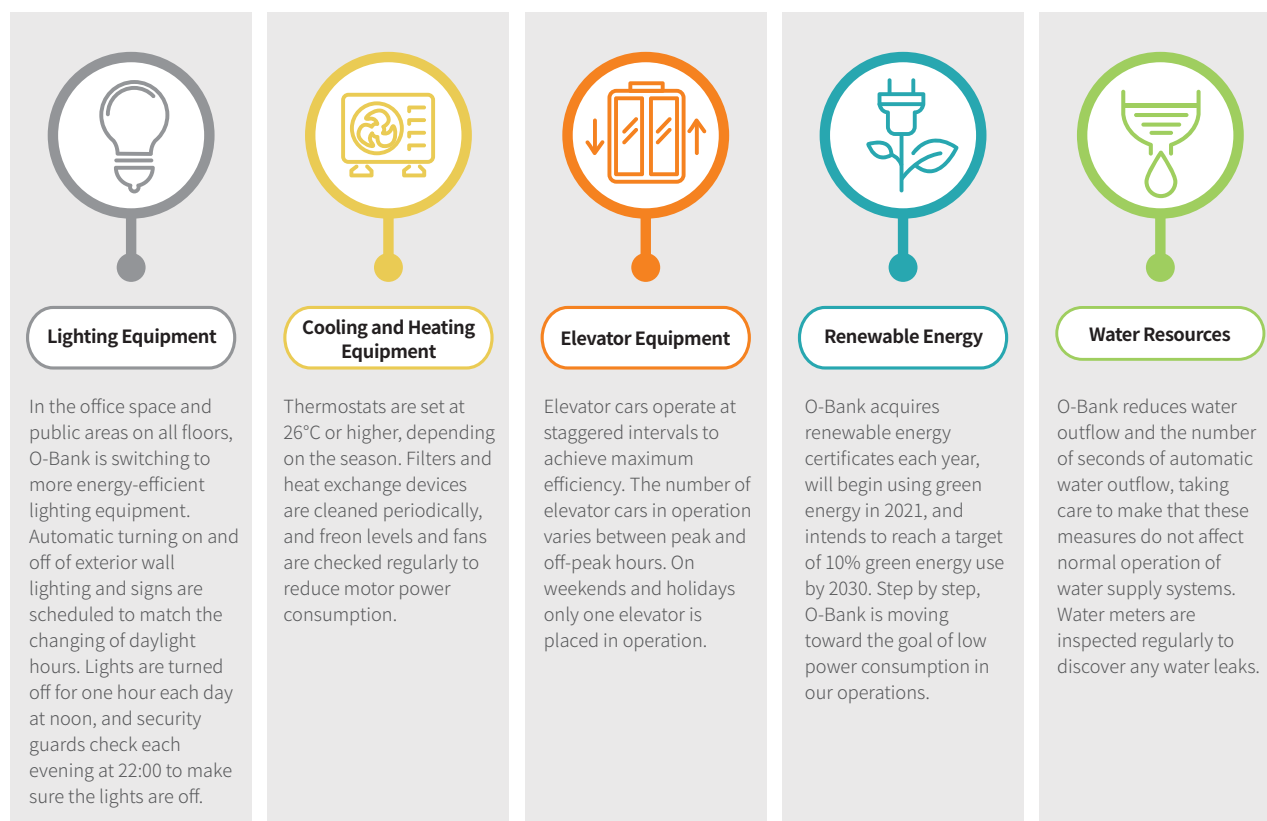 Lighting Equipment
In the office space and
public areas on all floors,
O-Bank is switching to
more energy-efficient
lighting equipment.
Automatic turning on and
off of exterior wall
lighting and signs are
scheduled to match the
changing of daylight
hours. Lights are turned
off for one hour each day
at noon, and security
guards check each
evening at 22:00 to make
sure the lights are off.
Cooling and Heating
Equipment
Thermostats are set at
26°C or higher, depending
on the season. Filters and
heat exchange devices
are cleaned periodically,
and freon levels and fans
are checked regularly to
reduce motor power
consumption.
Elevator Equipment
Elevator cars operate at
staggered intervals to
achieve maximum
efficiency. The number of
elevator cars in operation
varies between peak and
off-peak hours. On
weekends and holidays
only one elevator is
placed in operation.
Renewable Energy
O-Bank acquires
renewable energy
certificates each year,
will begin using green
energy in 2021, and
intends to reach a target
of 10% green energy use
by 2030. Step by step,
O-Bank is moving
toward the goal of low
power consumption in
our operations.
Water Resources
O-Bank reduces water
outflow and the number
of seconds of automatic
water outflow, taking
care to make that these
measures do not affect
normal operation of
water supply systems.
Water meters are
inspected regularly to
discover any water leaks.